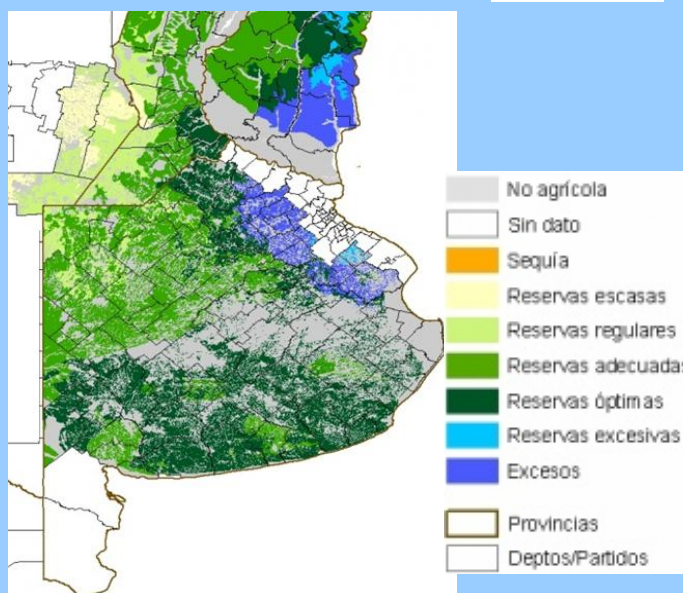 No agrícola
Sin dato
Sequía
Reservas escasas
Reservas regulares
Reservas adecuadas
Reservas óptimas
Reservas excesivas
Excesos
Provincias
Deptos/Partidos